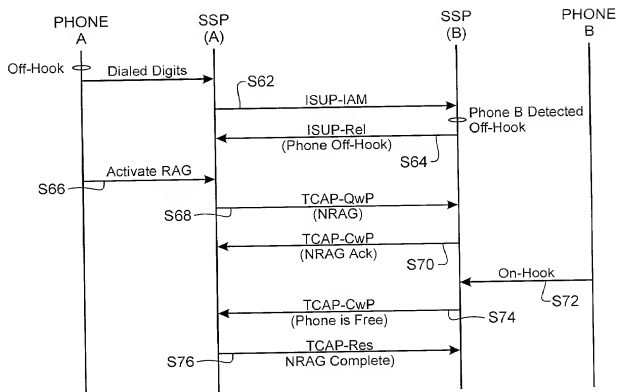 PHONE
A
SSP
(A)
SSP
(B)
PHONE
B
Off-Hook
Dialed Digits
S62
ISUP-IAM
Phone B Detected
Off-Hook
ISUP-Rel
(Phone Off-Hook)
S64
Activate RAG
S66
TCAP-QwP
(NRAG)
S68
TCAP-CwP
(NRAG Ack)
S70
On-Hook
S72
TCAP-CwP
(Phone is Free)
S74
TCAP-Res
NRAG Complete)
S76